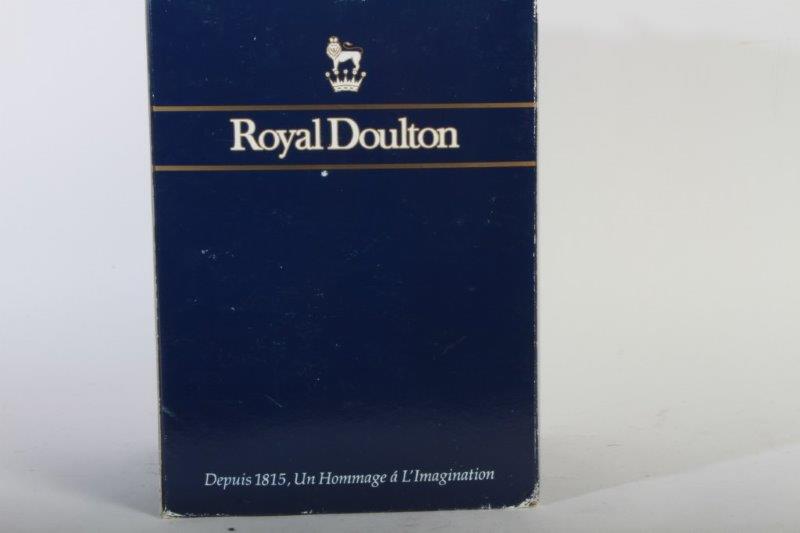 Royal Doulton
Depuis 1815, Un Hommage á L'Imagination